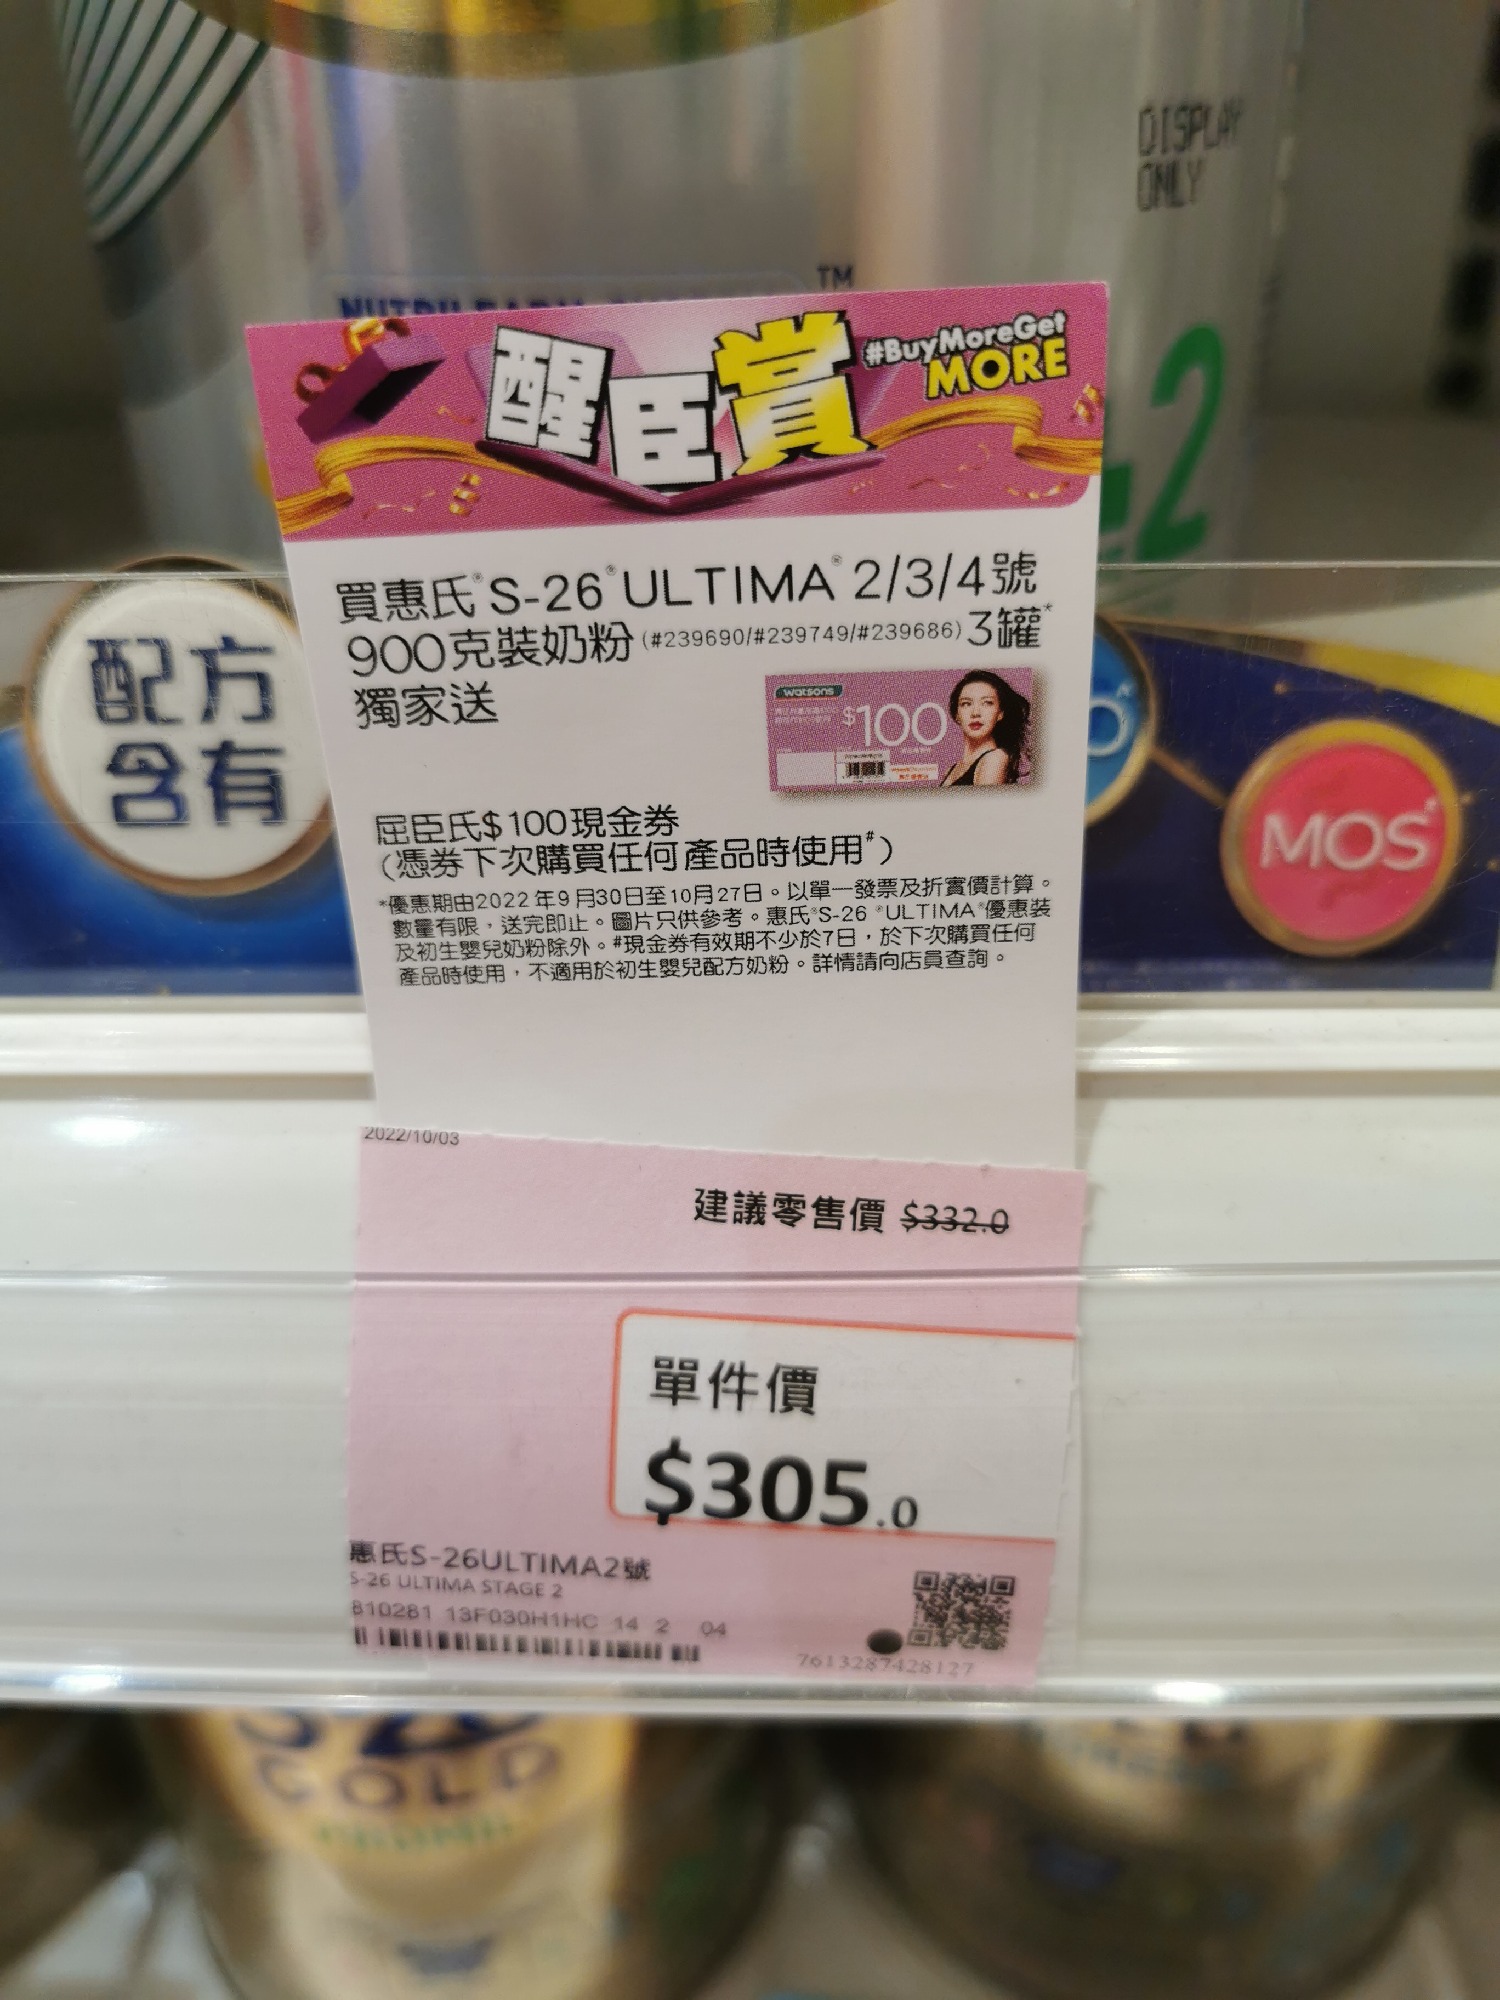 DISPLAY
ONLY
TM
醒臣賞
#BuyMoreGet
MORE
2
買惠氏®S-26®ULTIMA®2/3/4號
900克裝奶粉(#239690/#239749/#239686)3罐*
獨家送
watsons
$100
屈臣氏$100現金券
(憑券下次購買任何產品時使用#)
*優惠期由2022年9月30日至10月27日。以單一發票及折實價計算。
數量有限,送完即止。圖片只供參考。惠氏®S-26®ULTIMA®優惠裝
及初生嬰兒奶粉除外。#現金券有效期不少於7日,於下次購買任何
產品時使用,不適用於初生嬰兒配方奶粉。詳情請向店員查詢。
配方
含有
MOS
2022/10/03
建議零售價 $332.0
單件價
$305.0
惠氏S-26ULTIMA2號
S-26 ULTIMA STAGE 2
810281 13F030H1HC 14 2 04
7613287428127
GOLD